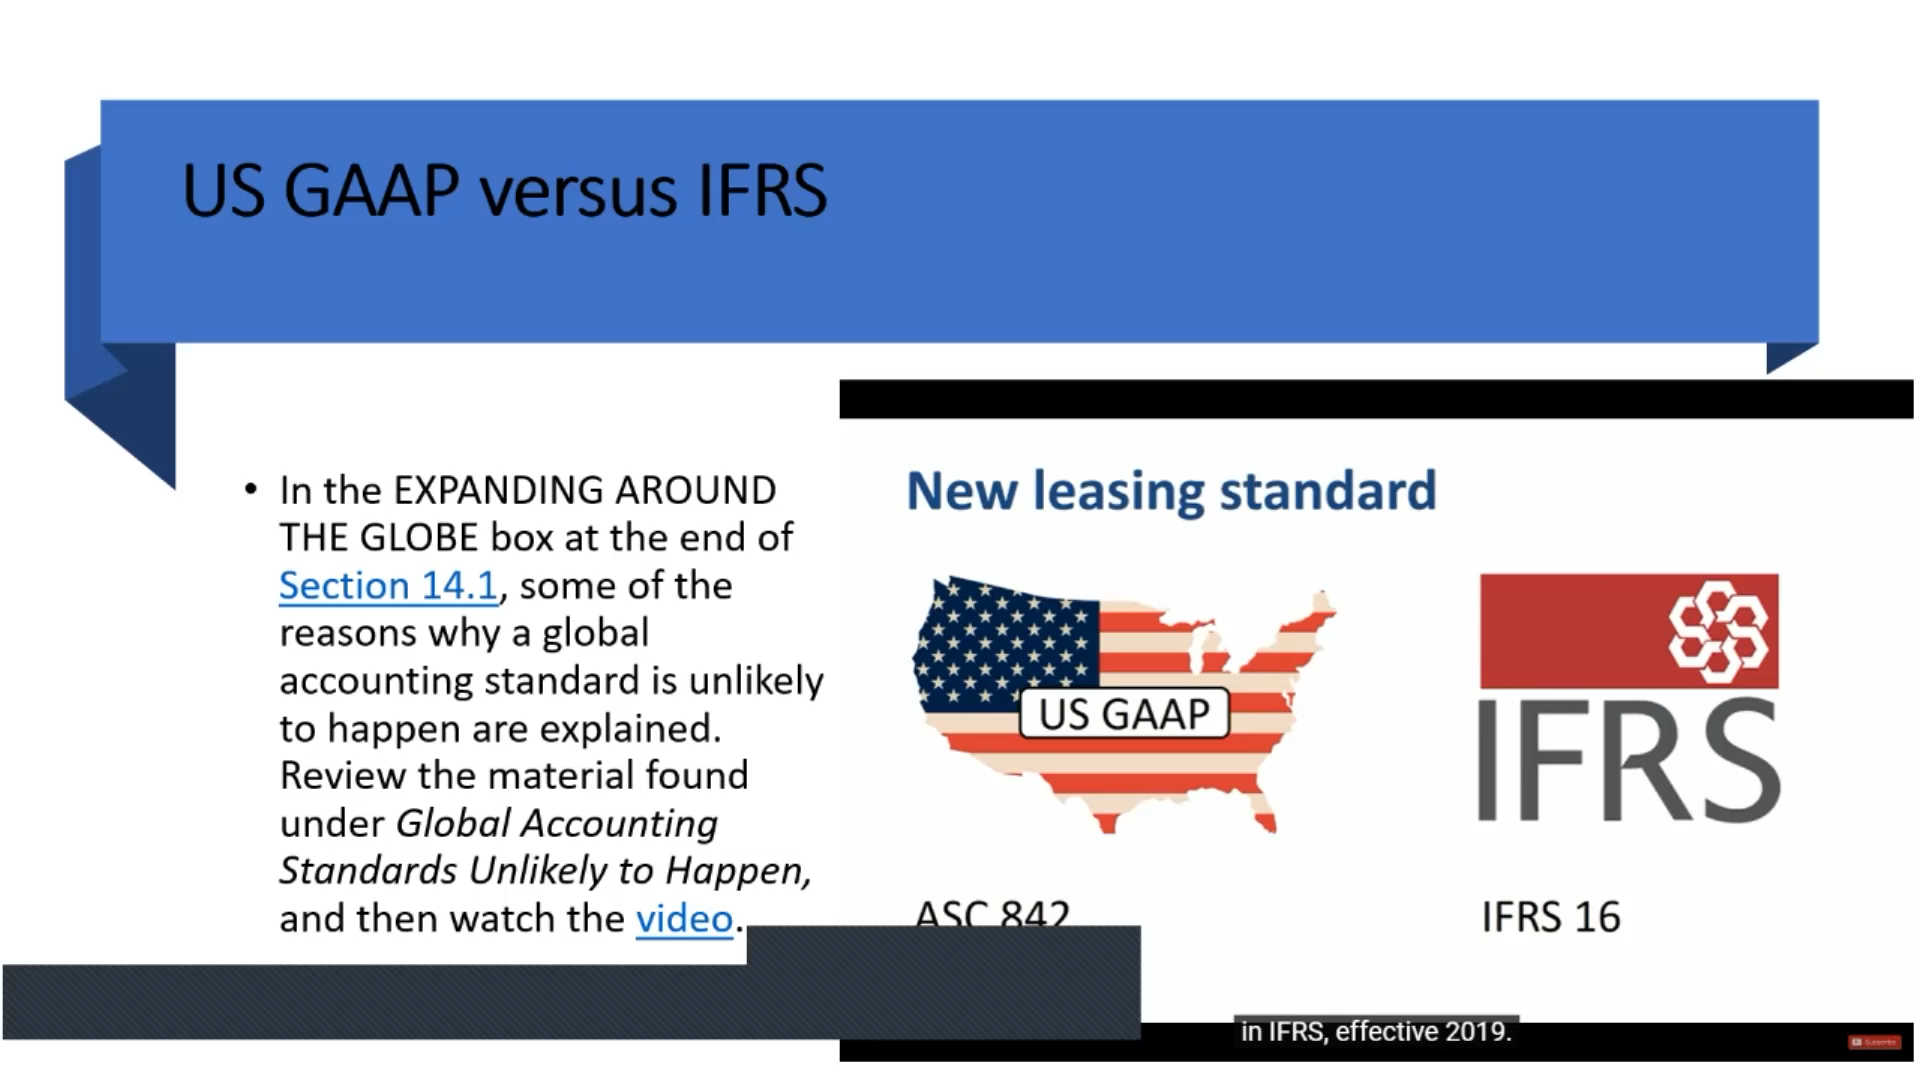 US GAAP versus IFRS
• In the EXPANDING AROUND
THE GLOBE box at the end of
Section 14.1, some of the
reasons why a global
accounting standard is unlikely
to happen are explained.
Review the material found
under Global Accounting
Standards Unlikely to Happen,
and then watch the video.
New leasing standard
US GAAP
IFRS
ASC 842
IFRS 16
in IFRS, effective 2019.
Subscribe